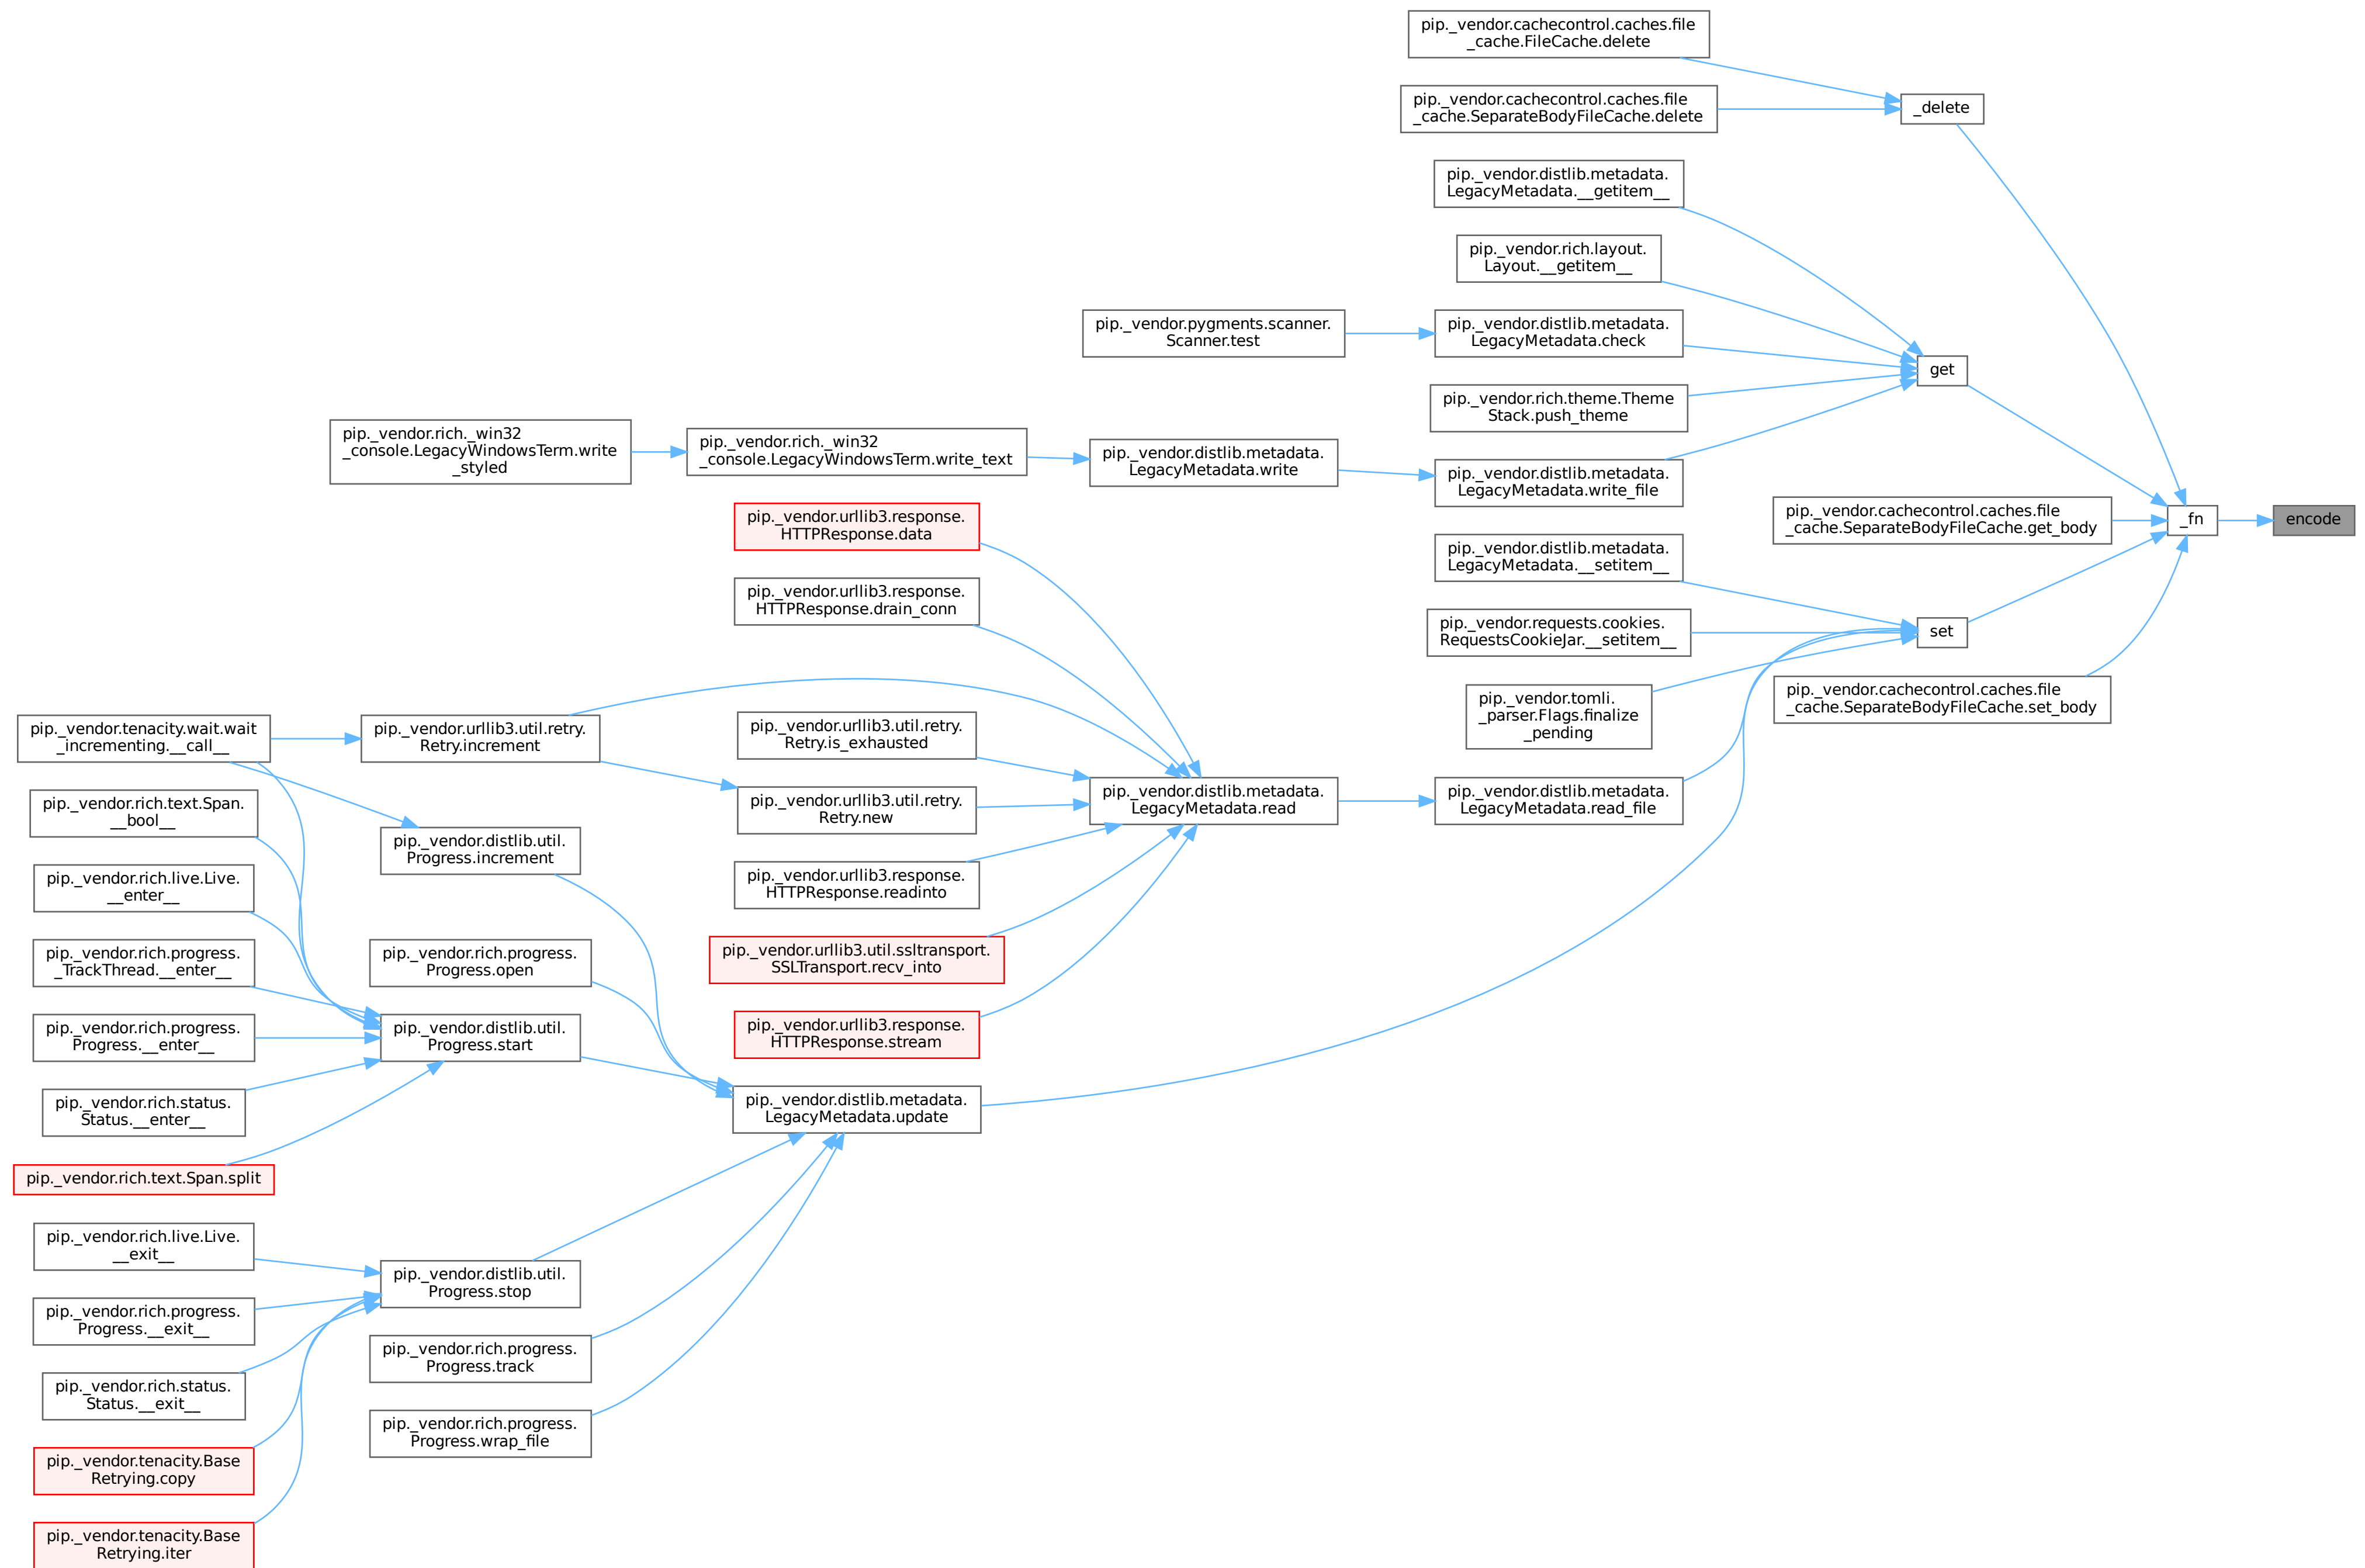 pip._vendor.cachecontrol.caches.file
_cache.FileCache.delete
pip._vendor.cachecontrol.caches.file
_cache.SeparateBodyFileCache.delete
_delete
pip._vendor.distlib.metadata.
LegacyMetadata.__getitem__
pip._vendor.rich.layout.
Layout.__getitem__
pip._vendor.pygments.scanner.
Scanner.test
pip._vendor.distlib.metadata.
LegacyMetadata.check
get
pip._vendor.rich.theme.Theme
Stack.push_theme
pip._vendor.rich._win32
_console.LegacyWindowsTerm.write
_styled
pip._vendor.rich._win32
_console.LegacyWindowsTerm.write_text
pip._vendor.distlib.metadata.
LegacyMetadata.write
pip._vendor.distlib.metadata.
LegacyMetadata.write_file
pip._vendor.urllib3.response.
HTTPResponse.data
pip._vendor.cachecontrol.caches.file
_cache.SeparateBodyFileCache.get_body
_fn
encode
pip._vendor.distlib.metadata.
LegacyMetadata.__setitem__
pip._vendor.urllib3.response.
HTTPResponse.drain_conn
pip._vendor.requests.cookies.
RequestsCookieJar.__setitem__
set
pip._vendor.tomli.
_parser.Flags.finalize
_pending
pip._vendor.cachecontrol.caches.file
_cache.SeparateBodyFileCache.set_body
pip._vendor.tenacity.wait.wait
_incrementing.__call__
pip._vendor.urllib3.util.retry.
Retry.increment
pip._vendor.urllib3.util.retry.
Retry.is_exhausted
pip._vendor.rich.text.Span.
__bool__
pip._vendor.urllib3.util.retry.
Retry.new
pip._vendor.distlib.metadata.
LegacyMetadata.read
pip._vendor.distlib.metadata.
LegacyMetadata.read_file
pip._vendor.distlib.util.
Progress.increment
pip._vendor.rich.live.Live.
__enter__
pip._vendor.urllib3.response.
HTTPResponse.readinto
pip._vendor.rich.progress.
_TrackThread.__enter__
pip._vendor.rich.progress.
Progress.open
pip._vendor.urllib3.util.ssltransport.
SSLTransport.recv_into
pip._vendor.rich.progress.
Progress.__enter__
pip._vendor.distlib.util.
Progress.start
pip._vendor.urllib3.response.
HTTPResponse.stream
pip._vendor.rich.status.
Status.__enter__
pip._vendor.distlib.metadata.
LegacyMetadata.update
pip._vendor.rich.text.Span.split
pip._vendor.rich.live.Live.
__exit__
pip._vendor.distlib.util.
Progress.stop
pip._vendor.rich.progress.
Progress.__exit__
pip._vendor.rich.progress.
Progress.track
pip._vendor.rich.status.
Status.__exit__
pip._vendor.rich.progress.
Progress.wrap_file
pip._vendor.tenacity.Base
Retrying.copy
pip._vendor.tenacity.Base
Retrying.iter